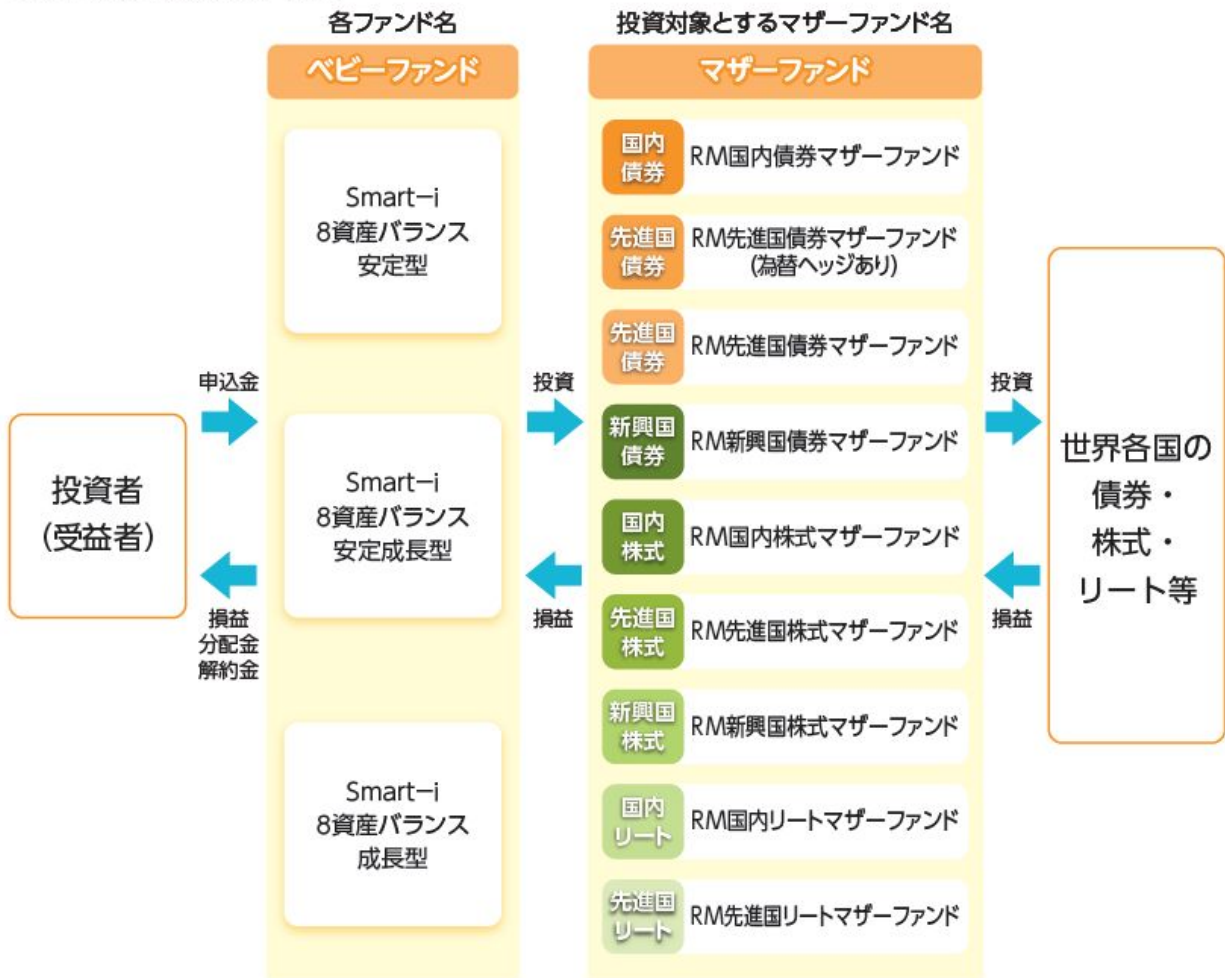 各ファンド名
ベビーファンド
Smart-i
8資産バランス
安定型
Smart-i
8資産バランス
安定成長型
Smart-i
8資産バランス
成長型
投資対象とするマザーファンド名
マザーファンド
国内
債券
RM国内債券マザーファンド
先進国
債券
RM先進国債券マザーファンド
(為替ヘッジあり)
先進国
債券
RM先進国債券マザーファンド
新興国
債券
RM新興国債券マザーファンド
国内
株式
RM国内株式マザーファンド
先進国
株式
RM先進国株式マザーファンド
新興国
株式
RM新興国株式マザーファンド
国内
リート
RM国内リートマザーファンド
先進国
リート
RM先進国リートマザーファンド
投資者
(受益者)
申込金
損益
分配金
解約金
投資
損益
投資
損益
世界各国の
債券・
株式・
リート等